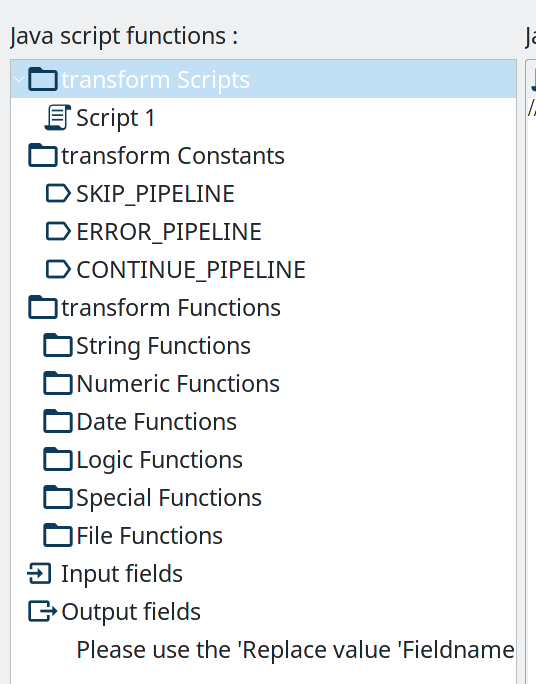 Java script functions :
transform Scripts
Script 1
transform Constants
SKIP_PIPELINE
ERROR_PIPELINE
CONTINUE_PIPELINE
transform Functions
String Functions
Numeric Functions
Date Functions
Logic Functions
Special Functions
File Functions
Input fields
Output fields
Please use the 'Replace value 'Fieldname